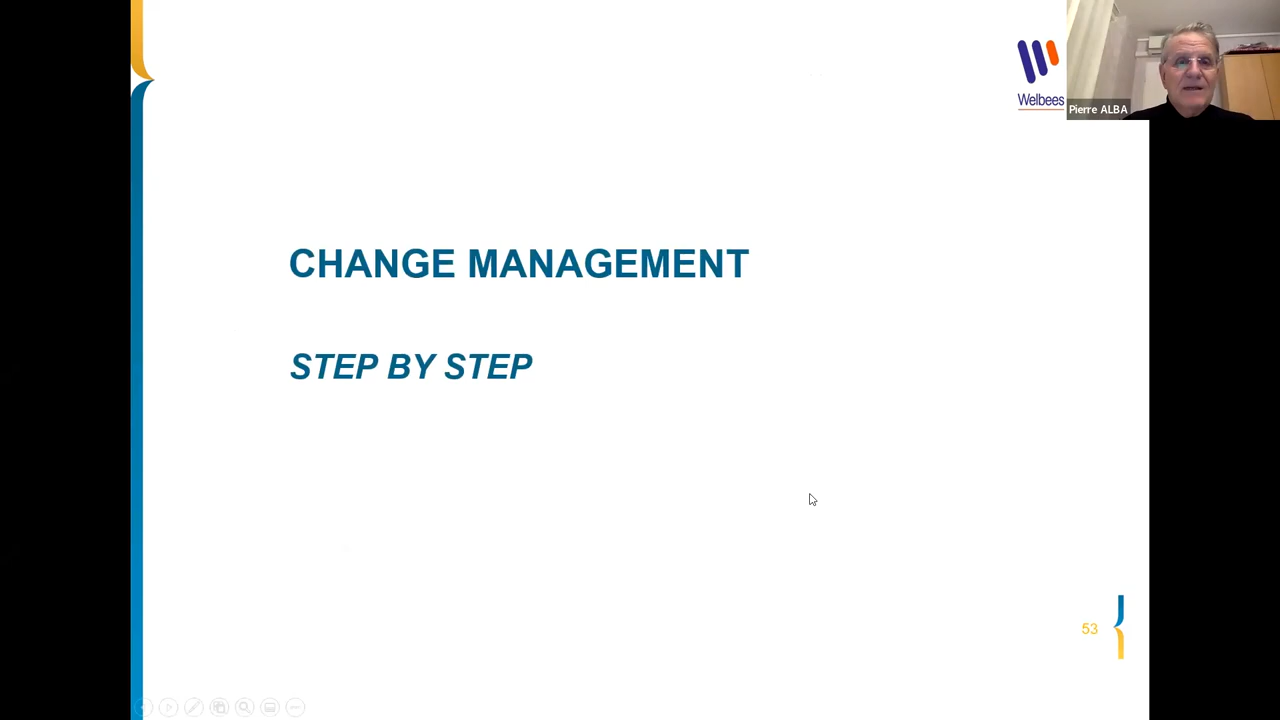 Welbees
Pierre ALBA
CHANGE MANAGEMENT
STEP BY STEP
53